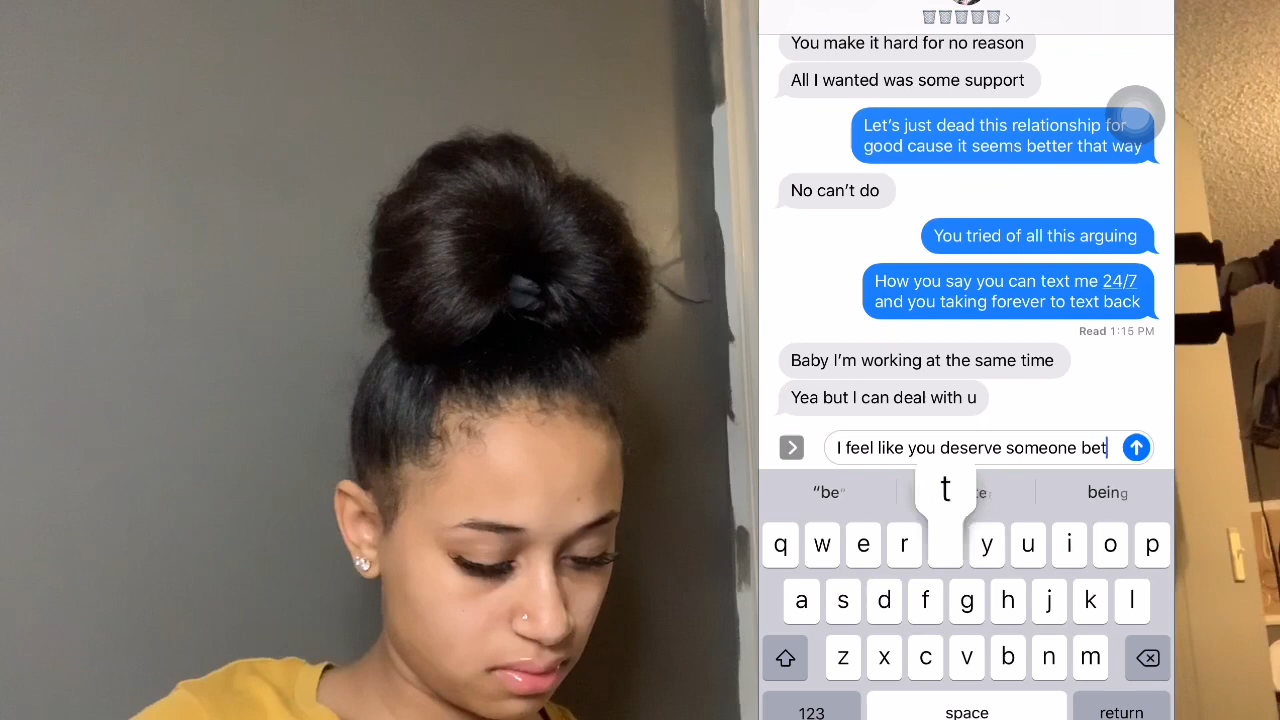 You make it hard for no reason
All I wanted was some support
Let's just dead this relationship for
good cause it seems better that way
No can't do
You tried of all this arguing
How you say you can text me 24/7
and you taking forever to text back
Read 1:15 PM
Baby I'm working at the same time
Yea but I can deal with u
I feel like you deserve someone bet
“be” t being
q w e r y u i o p
a s d f g h j k l
z x c v b n m
123 space return